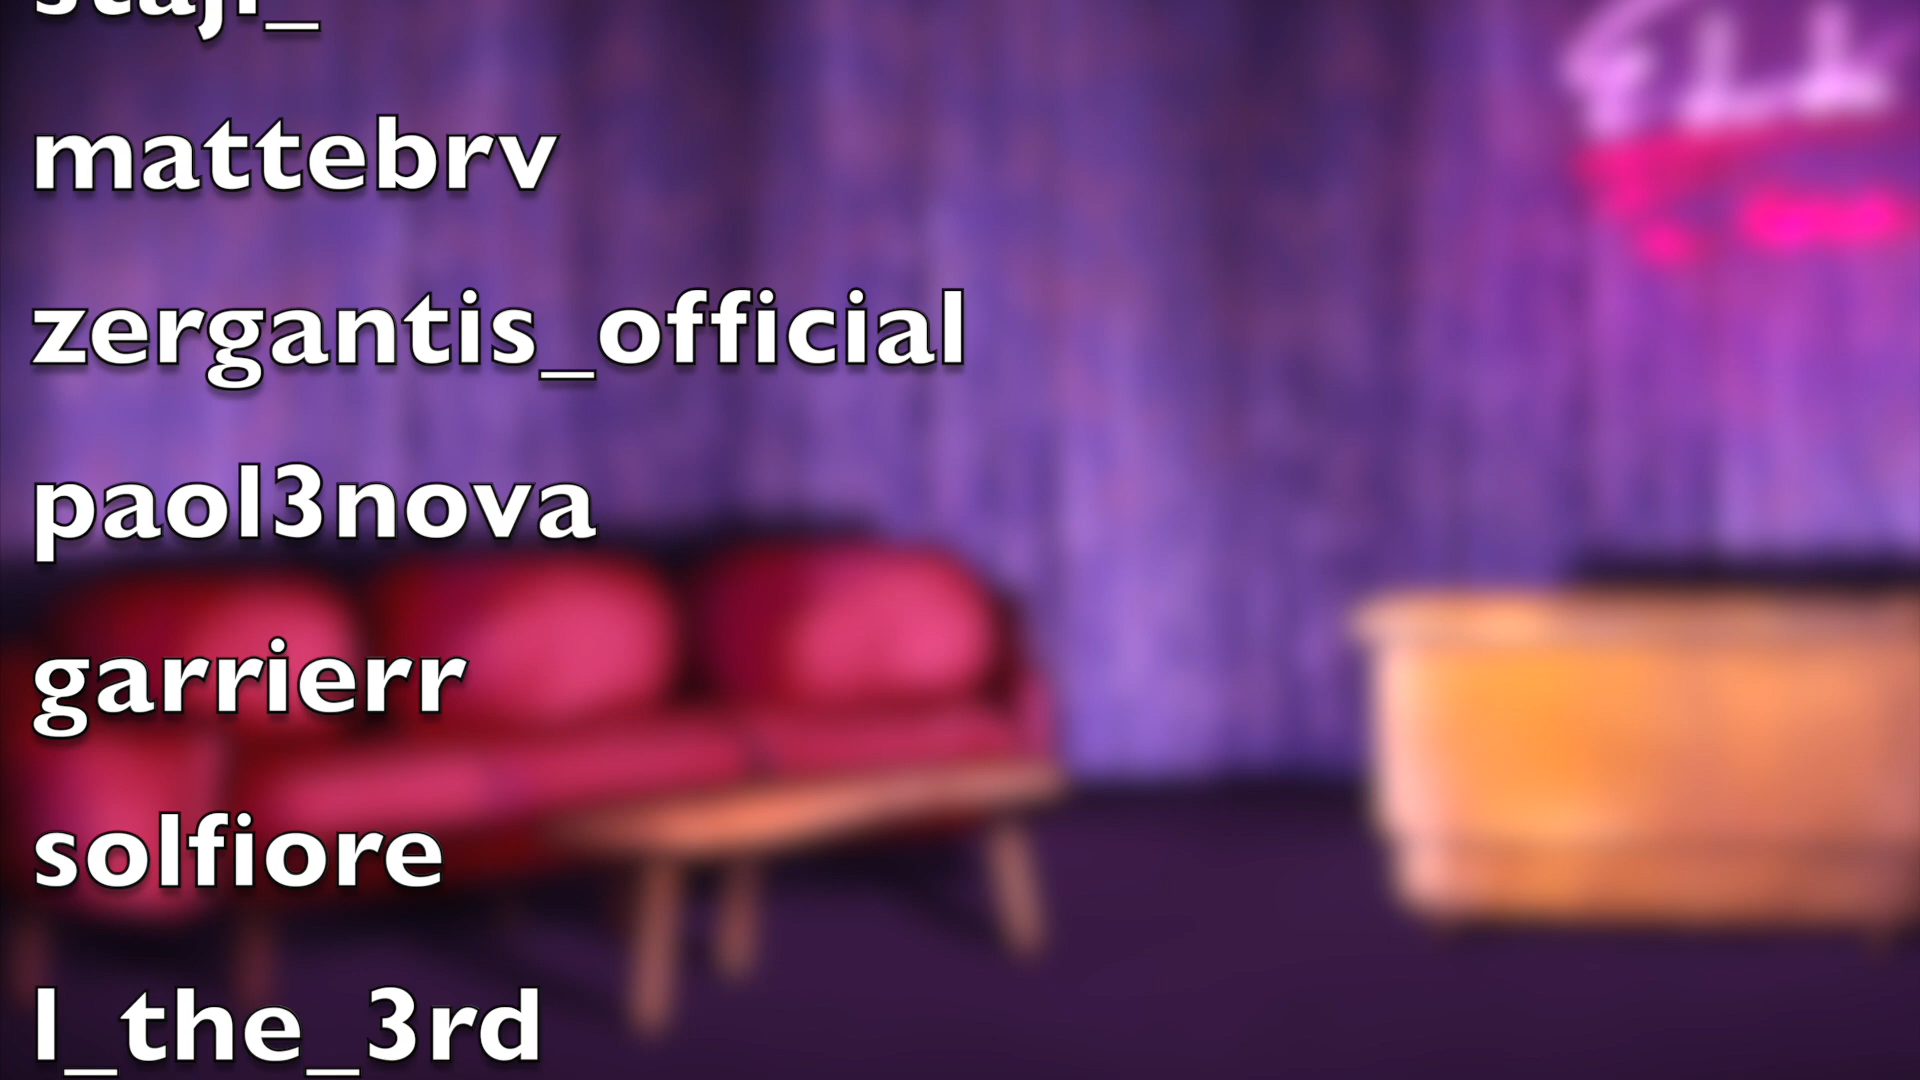 mattebrv
zergantis_official
paol3nova
garrierr
solfiore
l_the_3rd